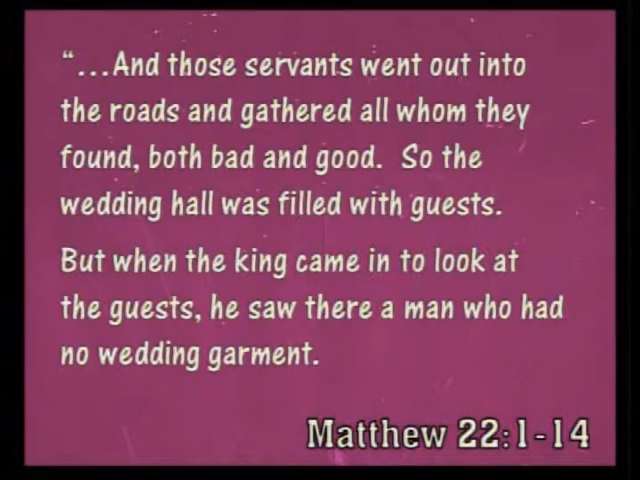 “...And those servants went out into
the roads and gathered all whom they
found, both bad and good.  So the
wedding hall was filled with guests.
But when the king came in to look at
the guests, he saw there a man who had
no wedding garment.
Matthew 22:1-14